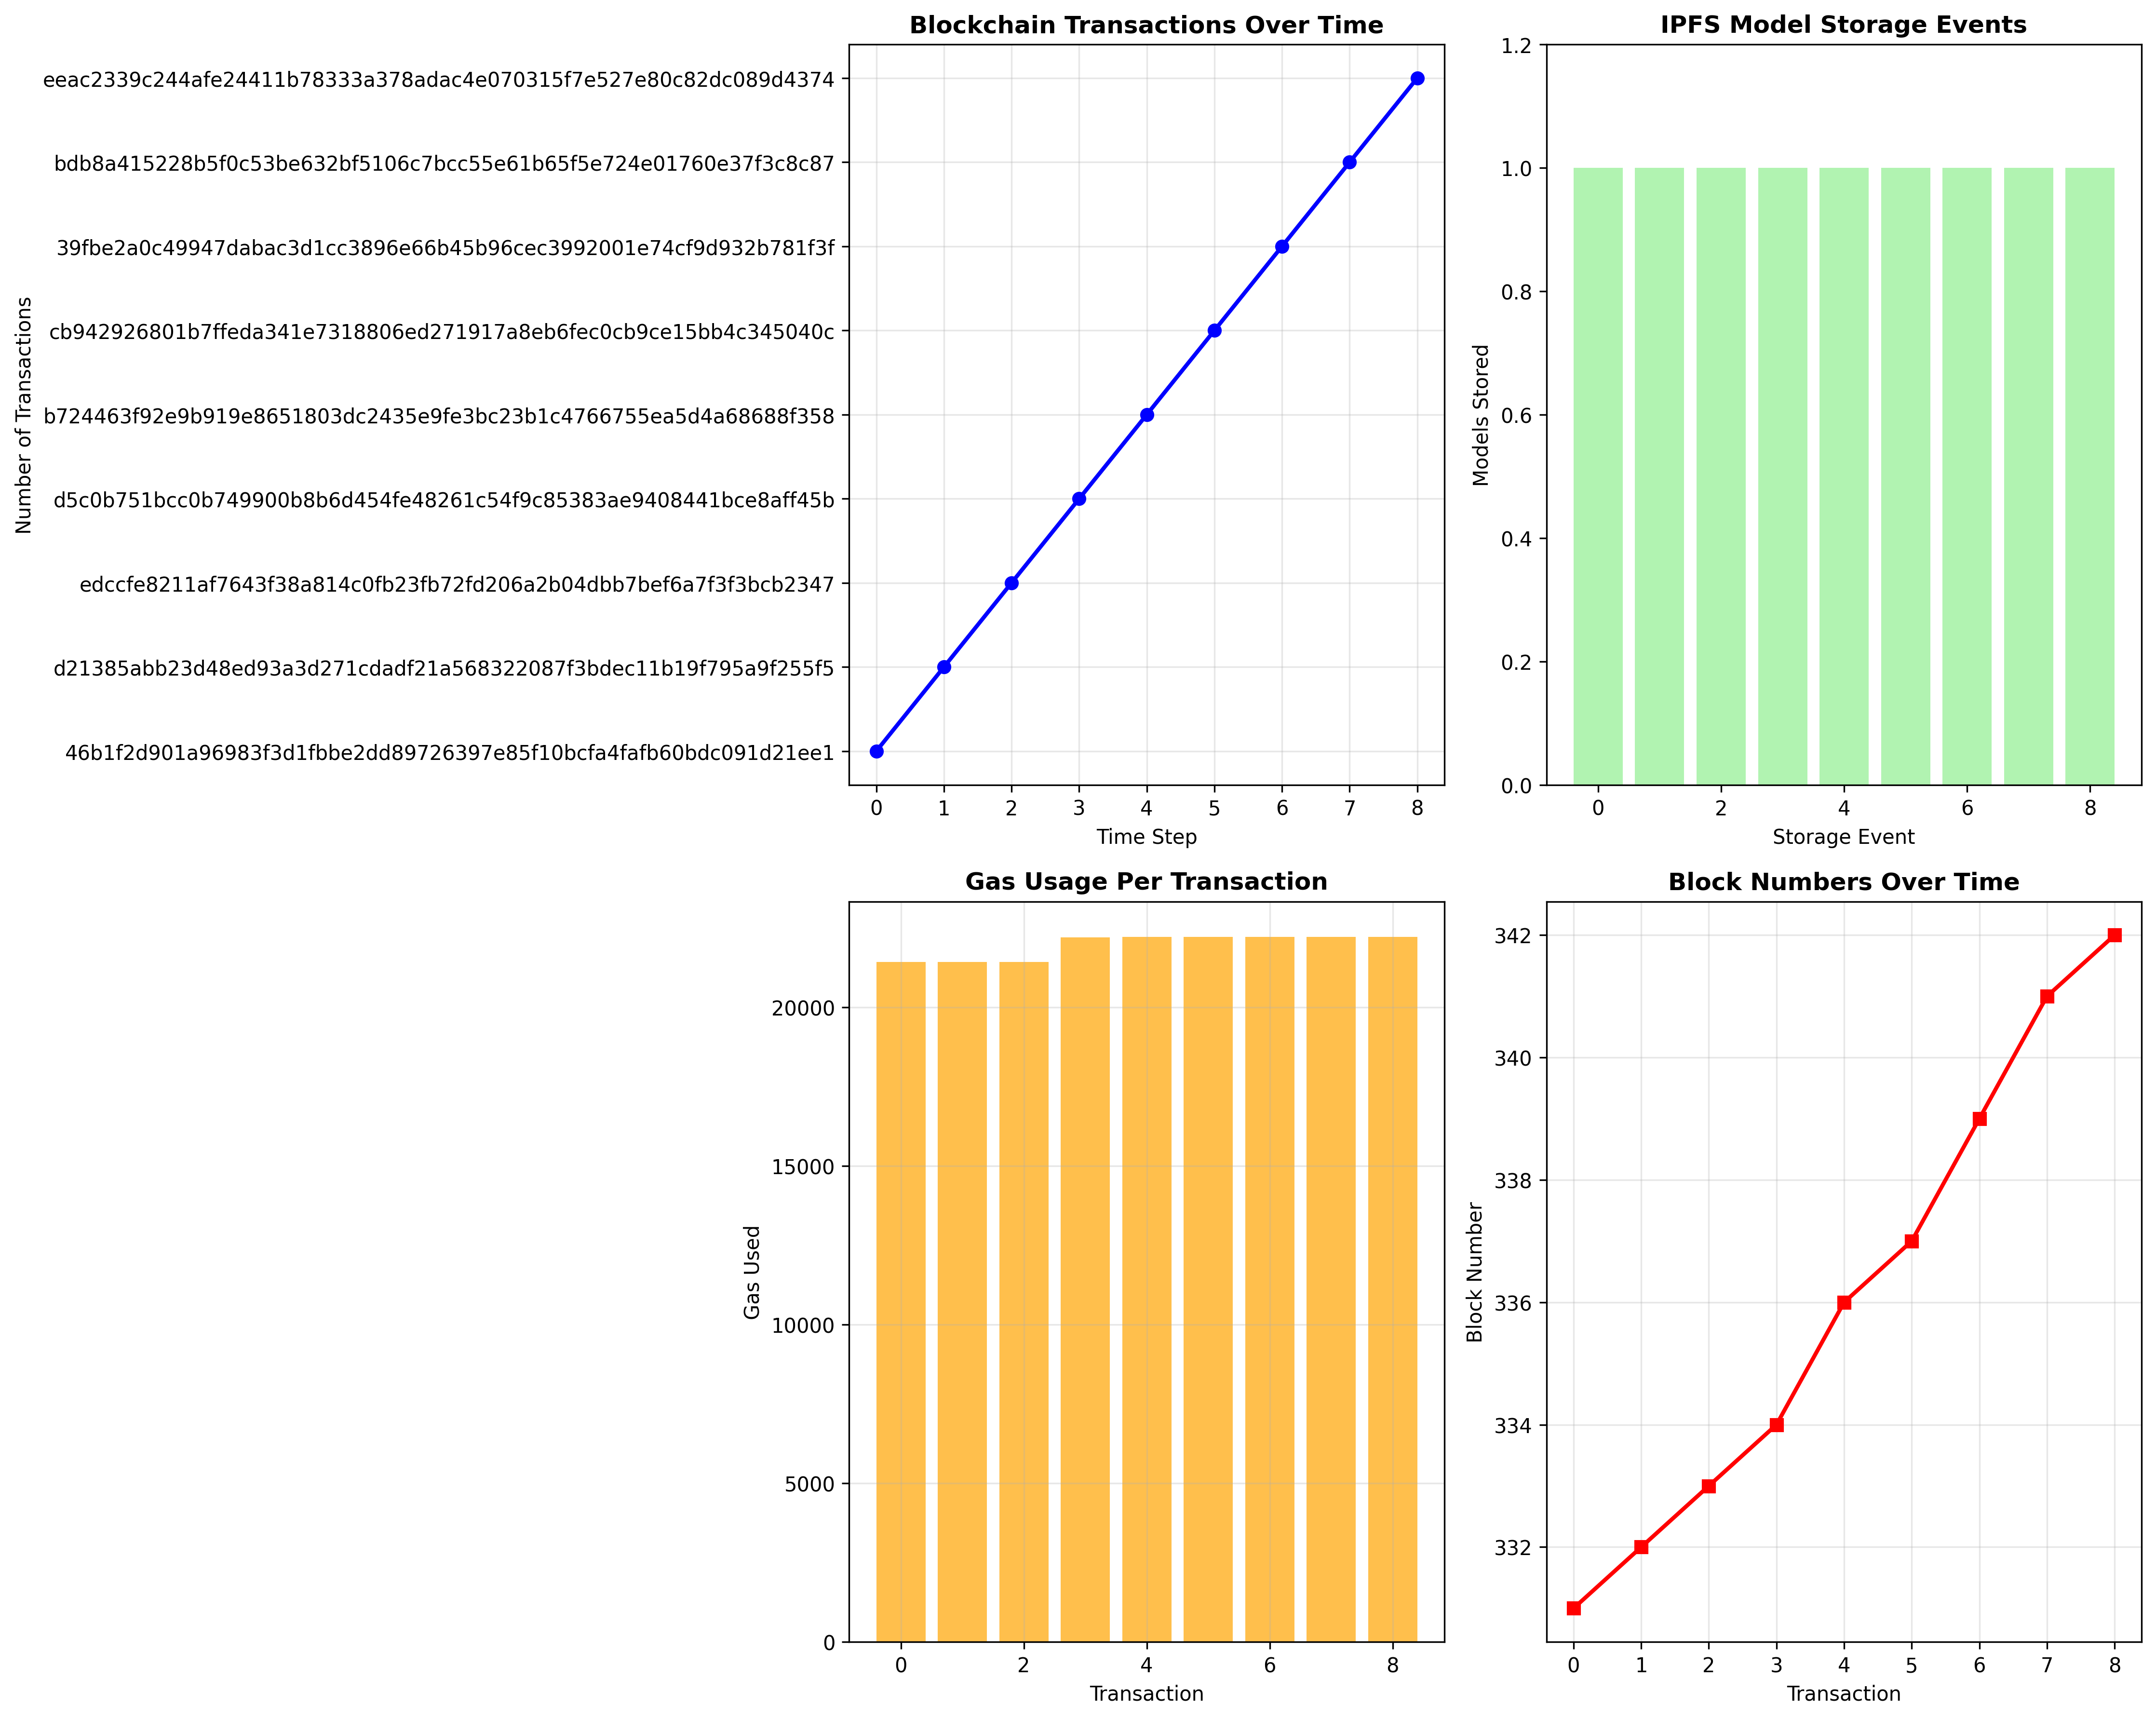 Blockchain Transactions Over Time
Number of Transactions
eeac2339c244afe24411b78333a378adac4e070315f7e527e80c82dc089d4374
bdb8a415228b5f0c53be632bf5106c7bcc55e61b65f5e724e01760e37f3c8c87
39fbe2a0c49947dabac3d1cc3896e66b45b96cec3992001e74cf9d932b781f3f
cb942926801b7ffeda341e7318806ed271917a8eb6fec0cb9ce15bb4c345040c
b724463f92e9b919e8651803dc2435e9fe3bc23b1c4766755ea5d4a68688f358
d5c0b751bcc0b749900b8b6d454fe48261c54f9c85383ae9408441bce8aff45b
edccfe8211af7643f38a814c0fb23fb72fd206a2b04dbb7bef6a7f3f3bcb2347
d21385abb23d48ed93a3d271cdadf21a568322087f3bdec11b19f795a9f255f5
46b1f2d901a96983f3d1fbbe2dd89726397e85f10bcfa4fafb60bdc091d21ee1
0 1 2 3 4 5 6 7 8
Time Step
IPFS Model Storage Events
Models Stored
1.2
1.0
0.8
0.6
0.4
0.2
0.0
0 2 4 6 8
Storage Event
Gas Usage Per Transaction
Gas Used
20000
15000
10000
5000
0
0 2 4 6 8
Transaction
Block Numbers Over Time
Block Number
342
340
338
336
334
332
0 1 2 3 4 5 6 7 8
Transaction